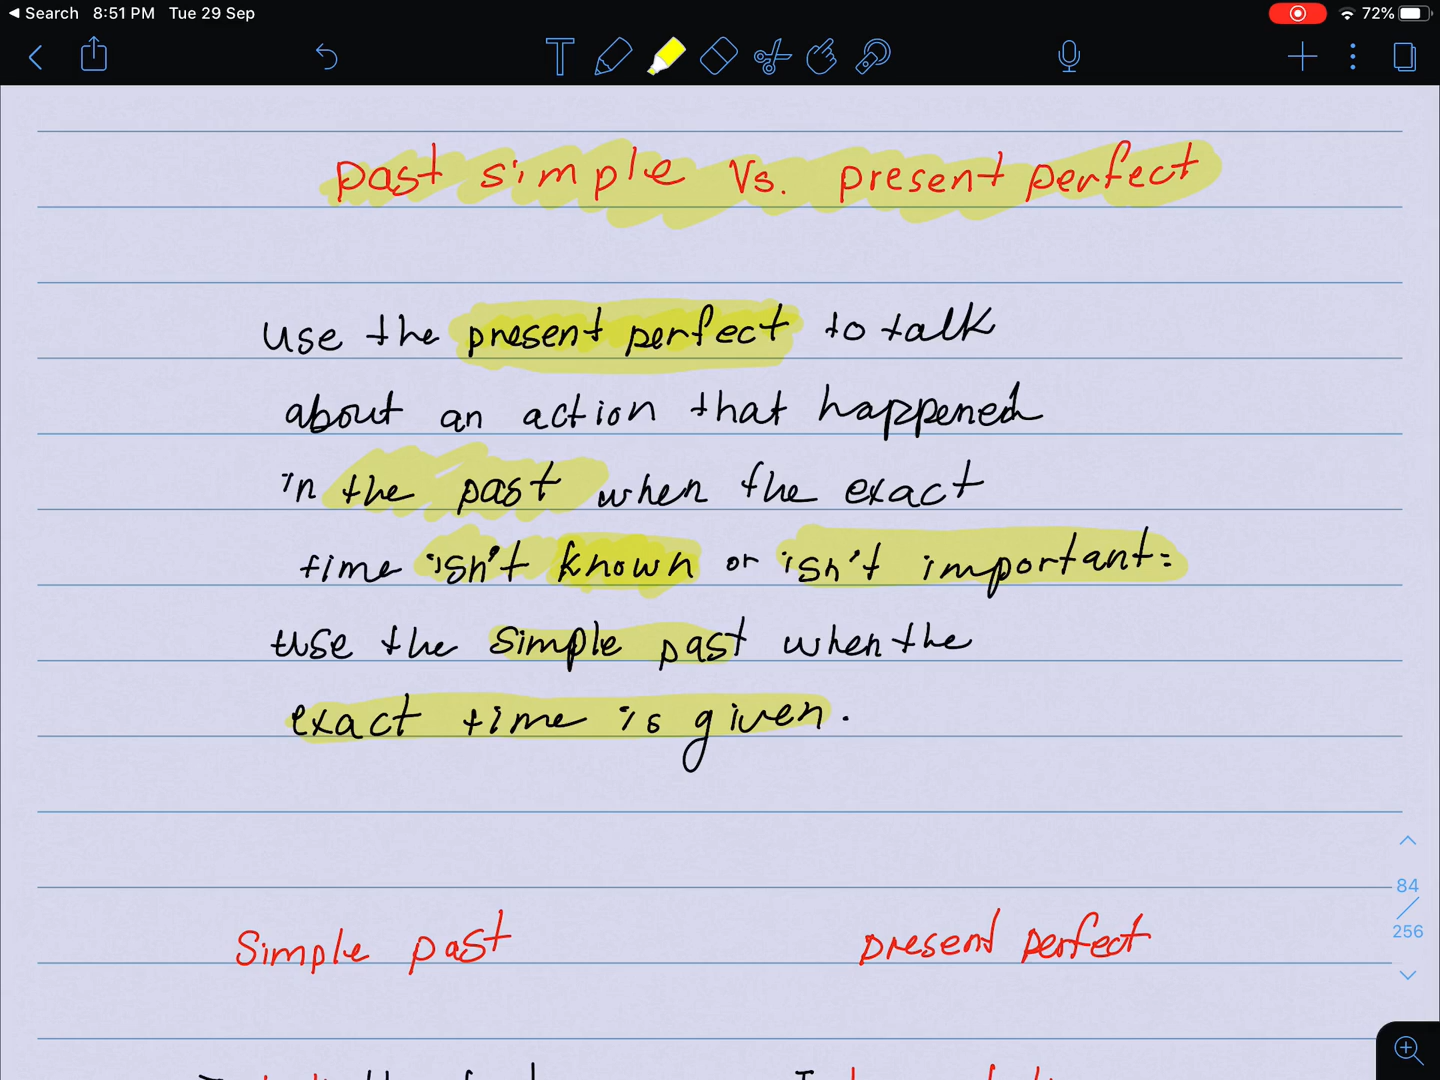 Search 8:51 PM Tue 29 Sep 72%
past simple Vs. present perfect
use the present perfect to talk
about an action that happened
in the past when the exact
time isn't known or isn't important:
use the simple past when the
exact time is given.
84
256
Simple past present perfect